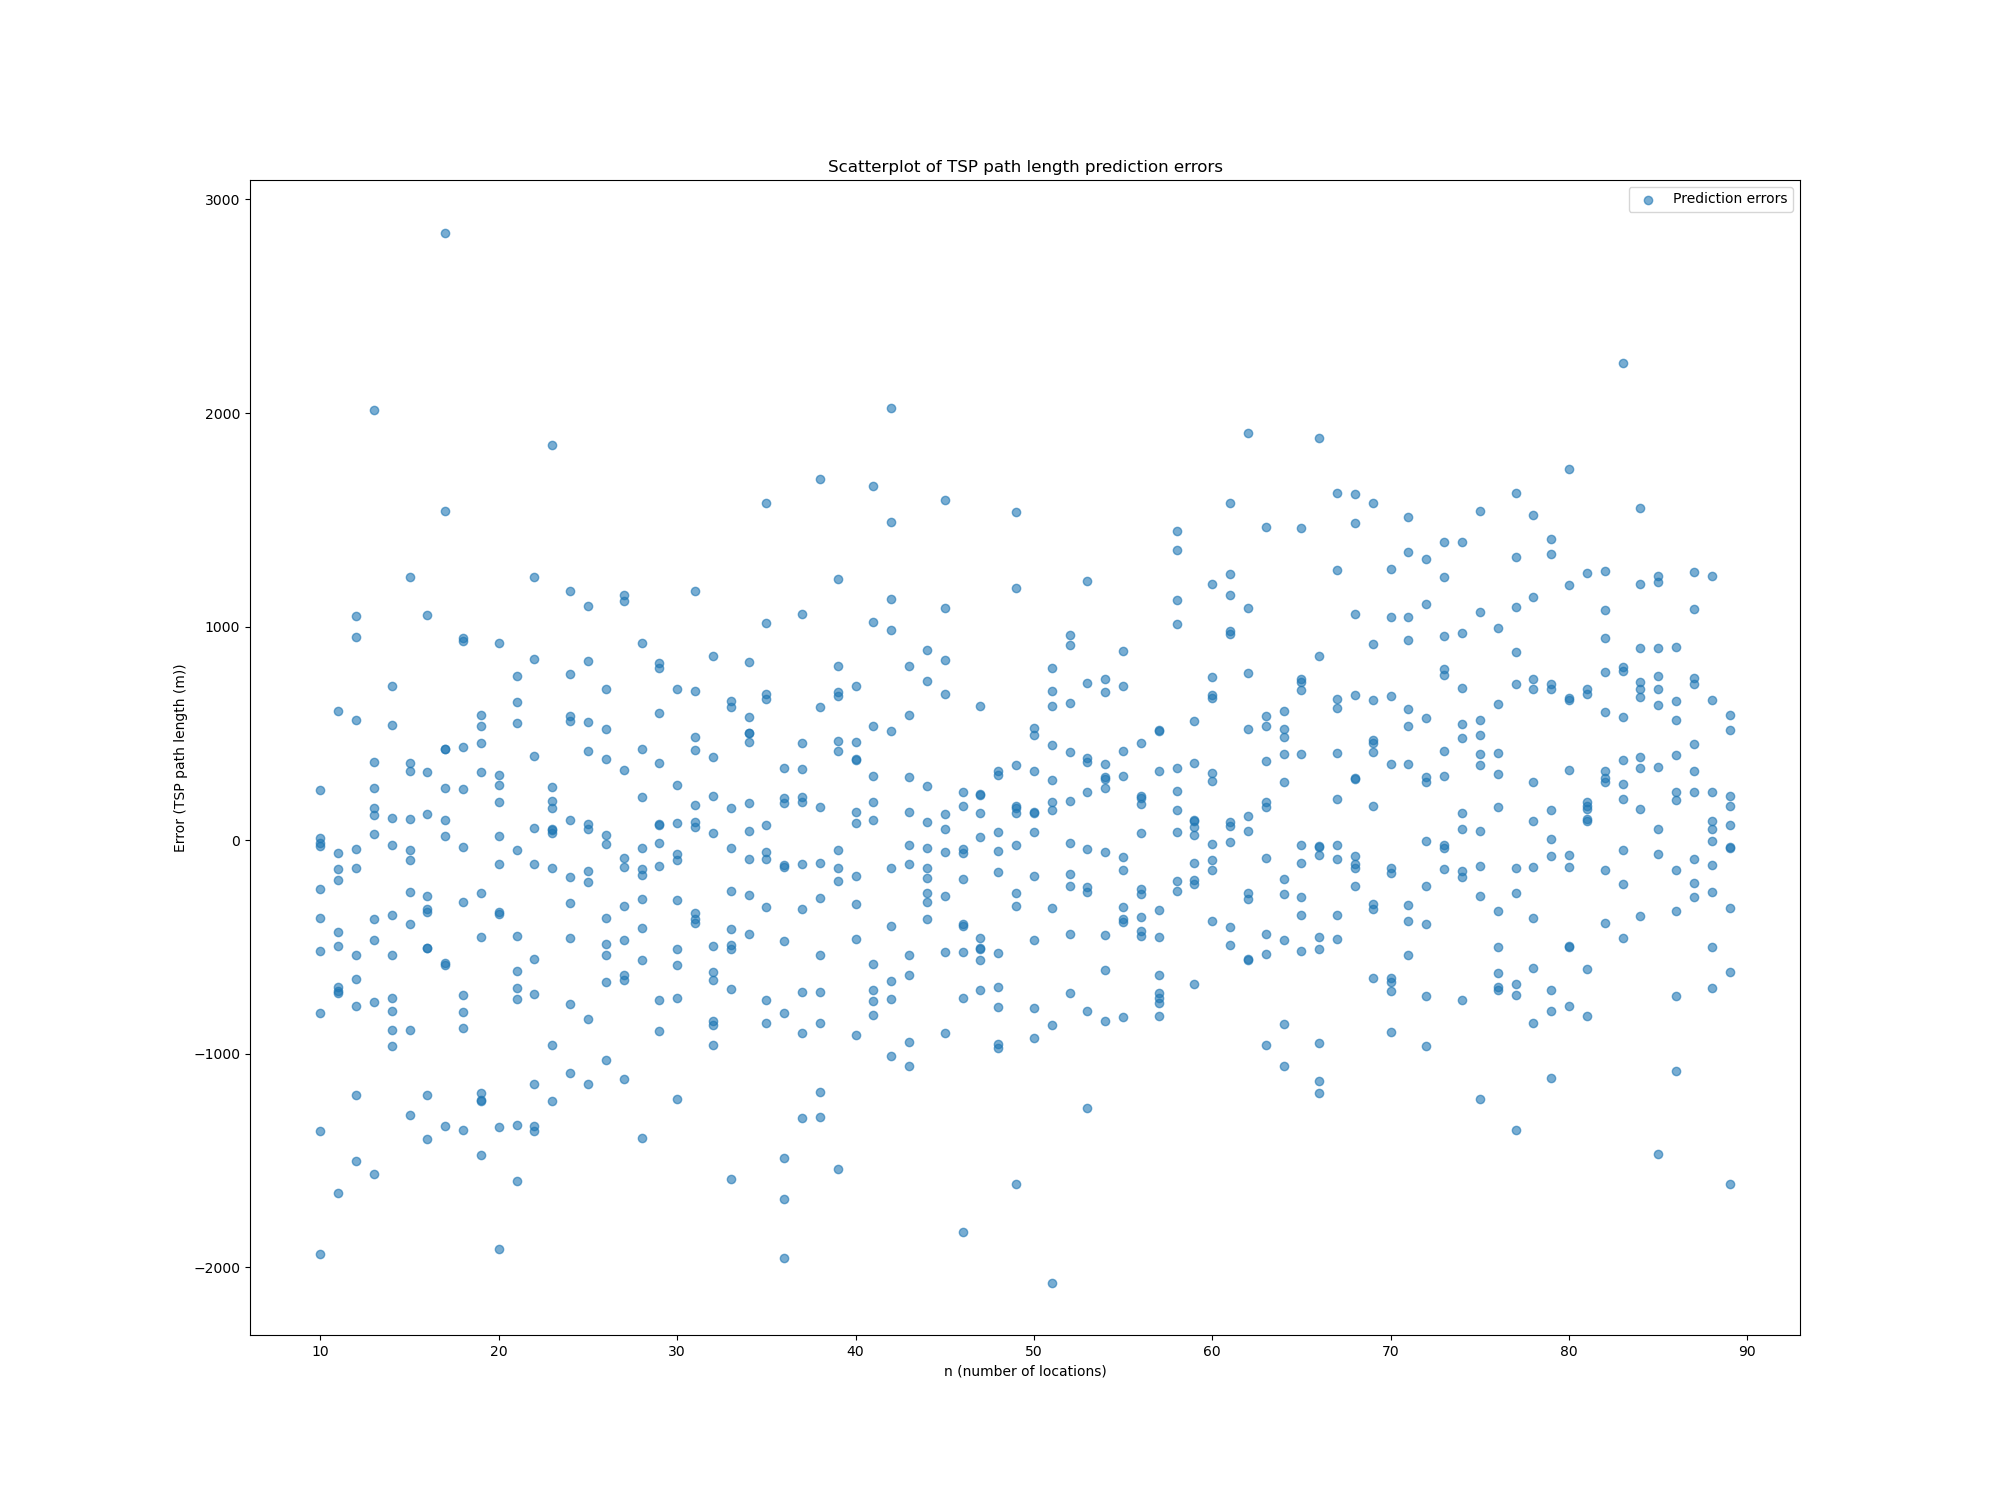 Scatterplot of TSP path length prediction errors
Prediction errors
3000
2000
1000
0
−1000
−2000
Error (TSP path length (m))
10 20 30 40 50 60 70 80 90
n (number of locations)